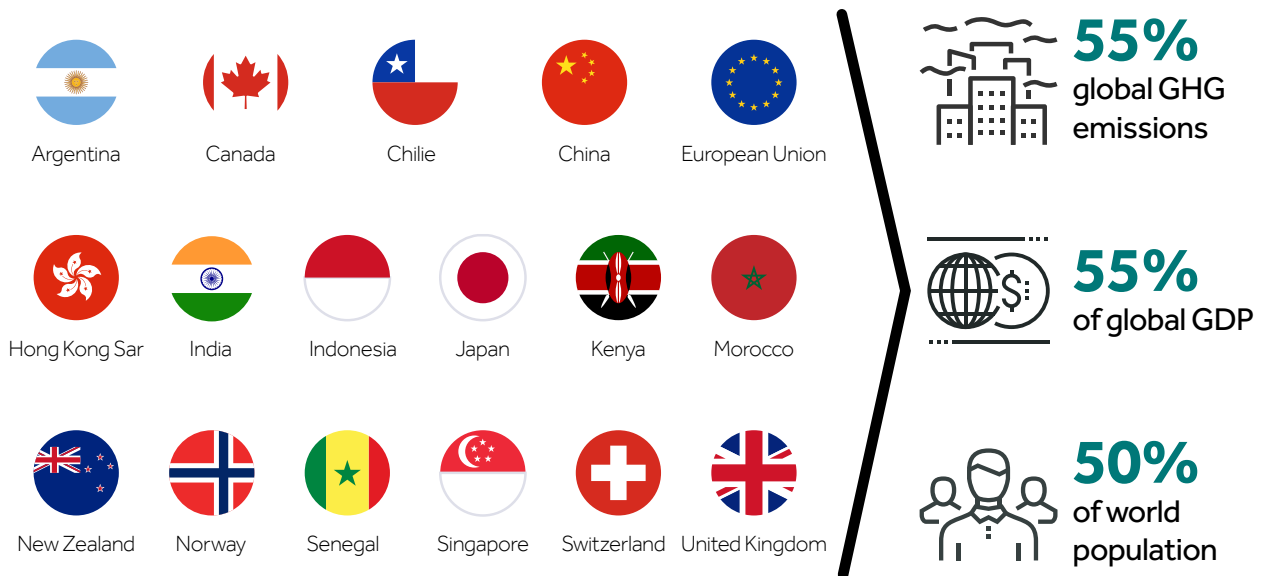 Argentina
Canada
Chilie
China
European Union
Hong Kong Sar
India
Indonesia
Japan
Kenya
Morocco
New Zealand
Norway
Senegal
Singapore
Switzerland
United Kingdom
55%
global GHG
emissions
55%
of global GDP
50%
of world
population